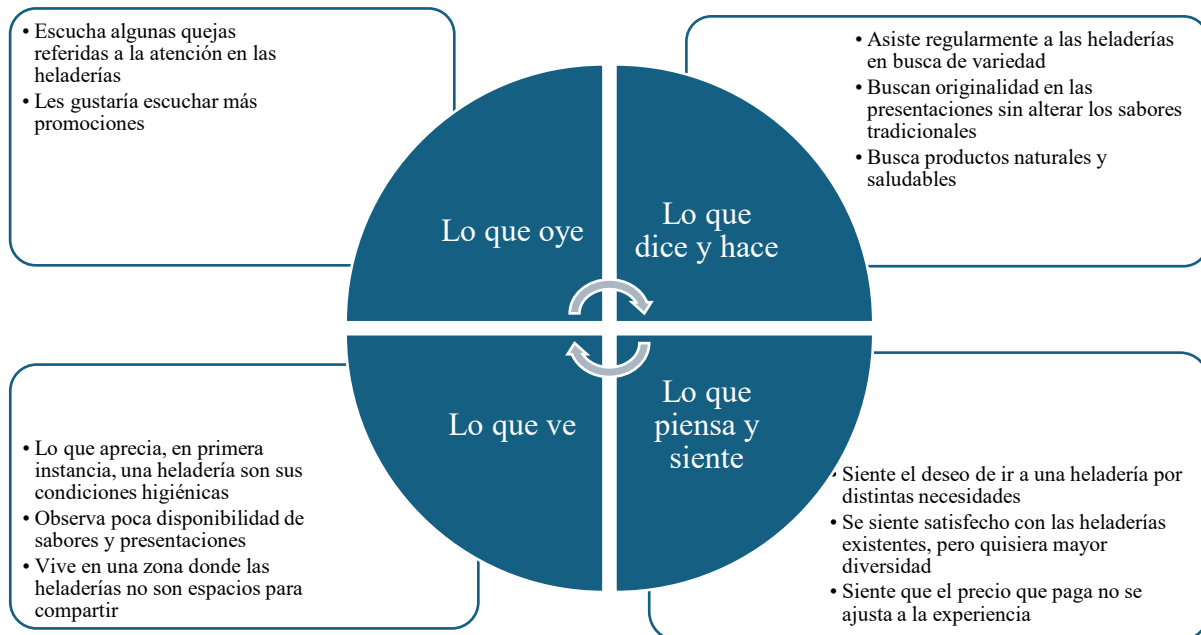 • Escucha algunas quejas
referidas a la atención en las
heladerías
• Les gustaría escuchar más
promociones
• Asiste regularmente a las heladerías
en busca de variedad
• Buscan originalidad en las
presentaciones sin alterar los sabores
tradicionales
• Busca productos naturales y
saludables
Lo que oye
Lo que
dice y hace
Lo que ve
Lo que
piensa y
siente
• Lo que aprecia, en primera
instancia, una heladería son sus
condiciones higiénicas
• Observa poca disponibilidad de
sabores y presentaciones
• Vive en una zona donde las
heladerías no son espacios para
compartir
• Siente el deseo de ir a una heladería por
distintas necesidades
• Se siente satisfecho con las heladerías
existentes, pero quisiera mayor
diversidad
• Siente que el precio que paga no se
ajusta a la experiencia